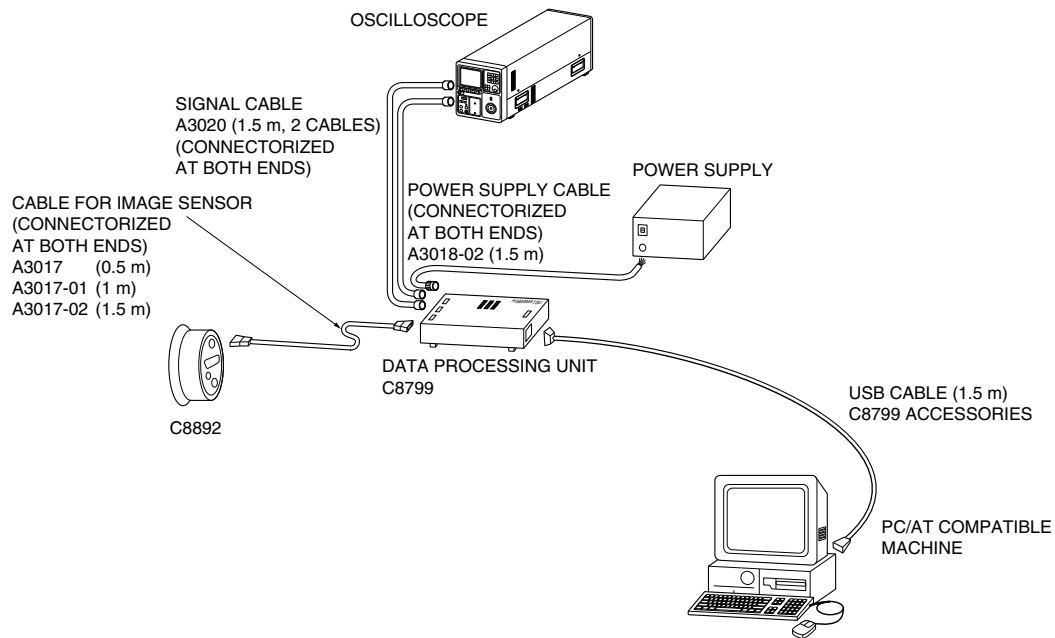 OSCILLOSCOPE
SIGNAL CABLE
A3020 (1.5 m, 2 CABLES)
(CONNECTORIZED
AT BOTH ENDS)
POWER SUPPLY
POWER SUPPLY CABLE
(CONNECTORIZED
AT BOTH ENDS)
A3018-02 (1.5 m)
CABLE FOR IMAGE SENSOR
(CONNECTORIZED
AT BOTH ENDS)
A3017 (0.5 m)
A3017-01 (1 m)
A3017-02 (1.5 m)
DATA PROCESSING UNIT
C8799
C8892
USB CABLE (1.5 m)
C8799 ACCESSORIES
PC/AT COMPATIBLE
MACHINE